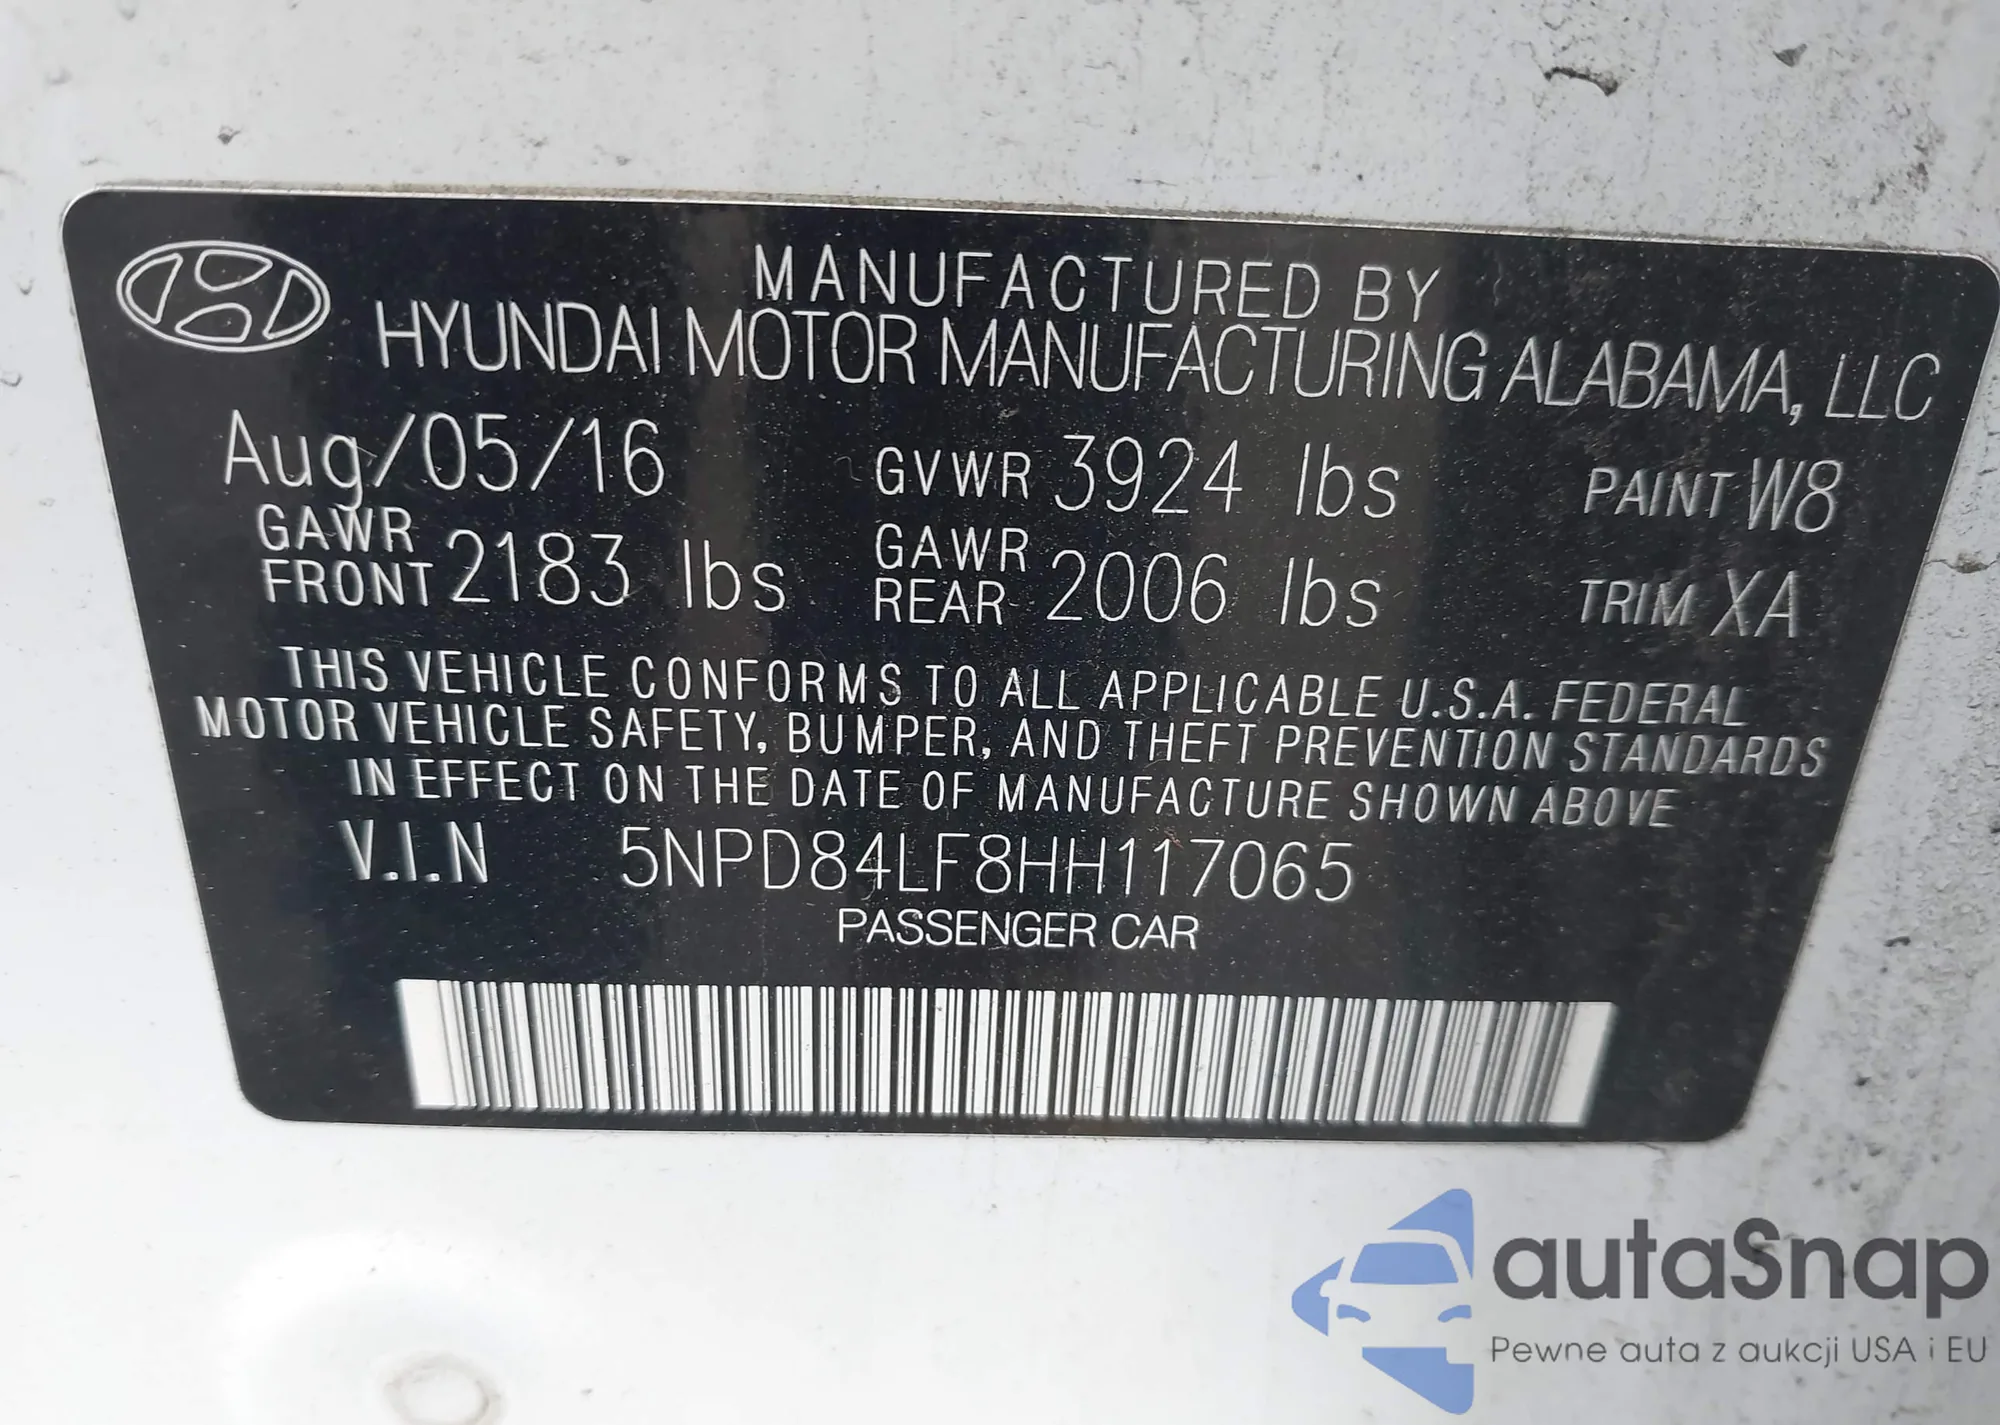 MANUFACTURED BY
HYUNDAI MOTOR MANUFACTURING ALABAMA, LLC
Aug/05/16 GVWR 3924 lbs PAINT W8
GAWR FRONT 2183 lbs GAWR REAR 2006 lbs TRIM XA
THIS VEHICLE CONFORMS TO ALL APPLICABLE U.S.A. FEDERAL
MOTOR VEHICLE SAFETY, BUMPER, AND THEFT PREVENTION STANDARDS
IN EFFECT ON THE DATE OF MANUFACTURE SHOWN ABOVE
V.I.N 5NPD84LF8HH117065
PASSENGER CAR
autaSnap
Pewne auta z aukcji USA i EU